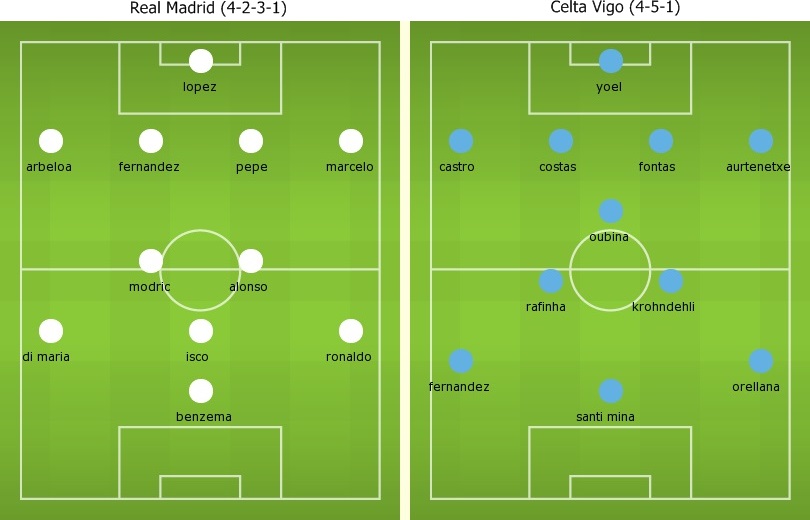 Real Madrid (4-2-3-1)
lopez
arbeloa fernandez pepe marcelo
modric alonso
di maria isco ronaldo
benzema
Celta Vigo (4-5-1)
yoel
castro costas fontas aurtenetxe
oubina
rafinha krohndehli
fernandez orellana
santi mina